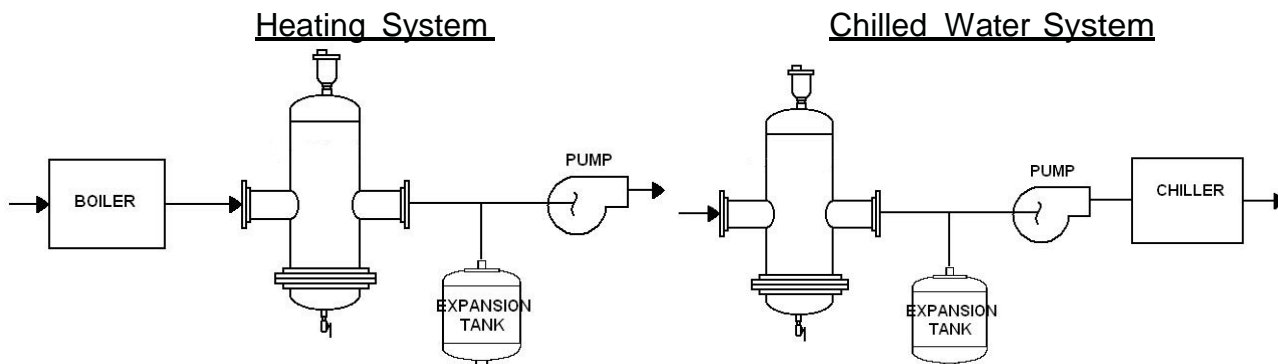 Heating System
BOILER
PUMP
EXPANSION
TANK
Chilled Water System
PUMP
CHILLER
EXPANSION
TANK